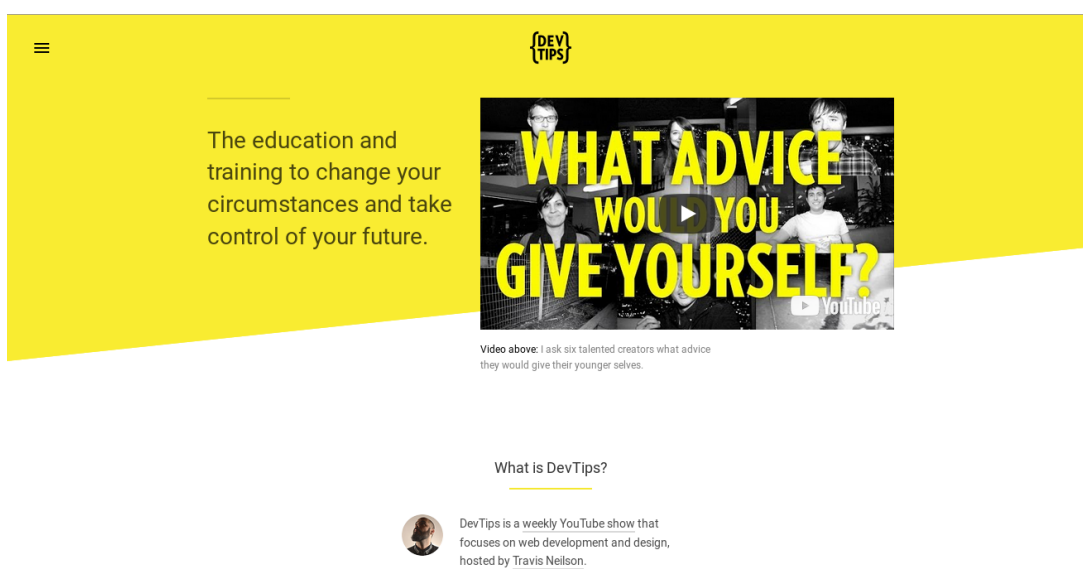 {DEV
TIPS}
The education and
training to change your
circumstances and take
control of your future.
WHAT ADVICE
WOULD YOU
GIVE YOURSELF?
YouTube
Video above: I ask six talented creators what advice
they would give their younger selves.
What is DevTips?
DevTips is a weekly YouTube show that
focuses on web development and design,
hosted by Travis Neilson.